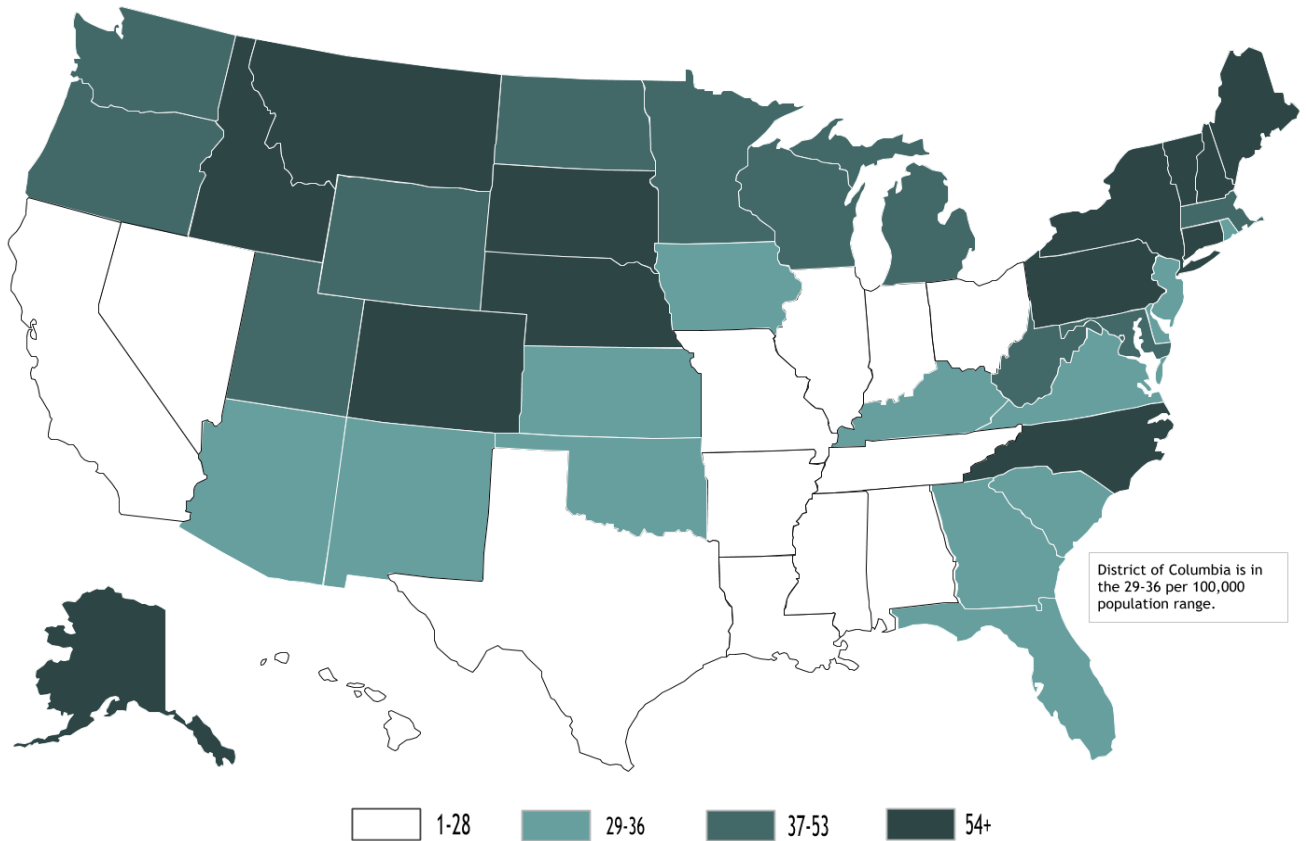 District of Columbia is in
the 29-36 per 100,000
population range.
1-28
29-36
37-53
54+